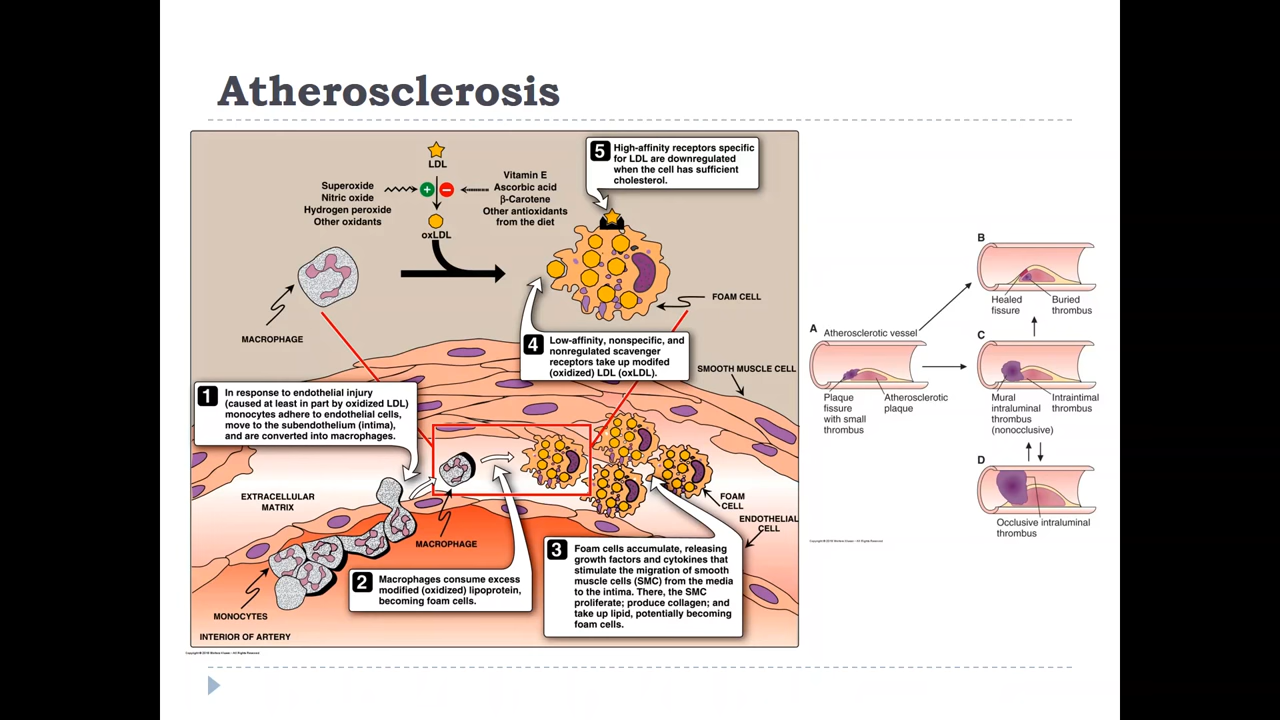 Atherosclerosis
LDL
Superoxide
Nitric oxide
Hydrogen peroxide
Other oxidants
+
−
Vitamin E
Ascorbic acid
β-Carotene
Other antioxidants
from the diet
oxLDL
5
High-affinity receptors specific
for LDL are downregulated
when the cell has sufficient
cholesterol.
MACROPHAGE
FOAM CELL
4
Low-affinity, nonspecific, and
nonregulated scavenger
receptors take up modifed
(oxidized) LDL (oxLDL).
SMOOTH MUSCLE CELL
1
In response to endothelial injury
(caused at least in part by oxidized LDL)
monocytes adhere to endothelial cells,
move to the subendothelium (intima),
and are converted into macrophages.
EXTRACELLULAR
MATRIX
MACROPHAGE
FOAM
CELL
ENDOTHELIAL
CELL
2
Macrophages consume excess
modified (oxidized) lipoprotein,
becoming foam cells.
3
Foam cells accumulate, releasing
growth factors and cytokines that
stimulate the migration of smooth
muscle cells (SMC) from the media
to the intima. There, the SMC
proliferate; produce collagen; and
take up lipid, potentially becoming
foam cells.
MONOCYTES
INTERIOR OF ARTERY
A
Atherosclerotic vessel
Plaque
fissure
with small
thrombus
Atherosclerotic
plaque
B
Healed
fissure
Buried
thrombus
C
Mural
intraluminal
thrombus
(nonocclusive)
Intraintimal
thrombus
D
Occlusive intraluminal
thrombus